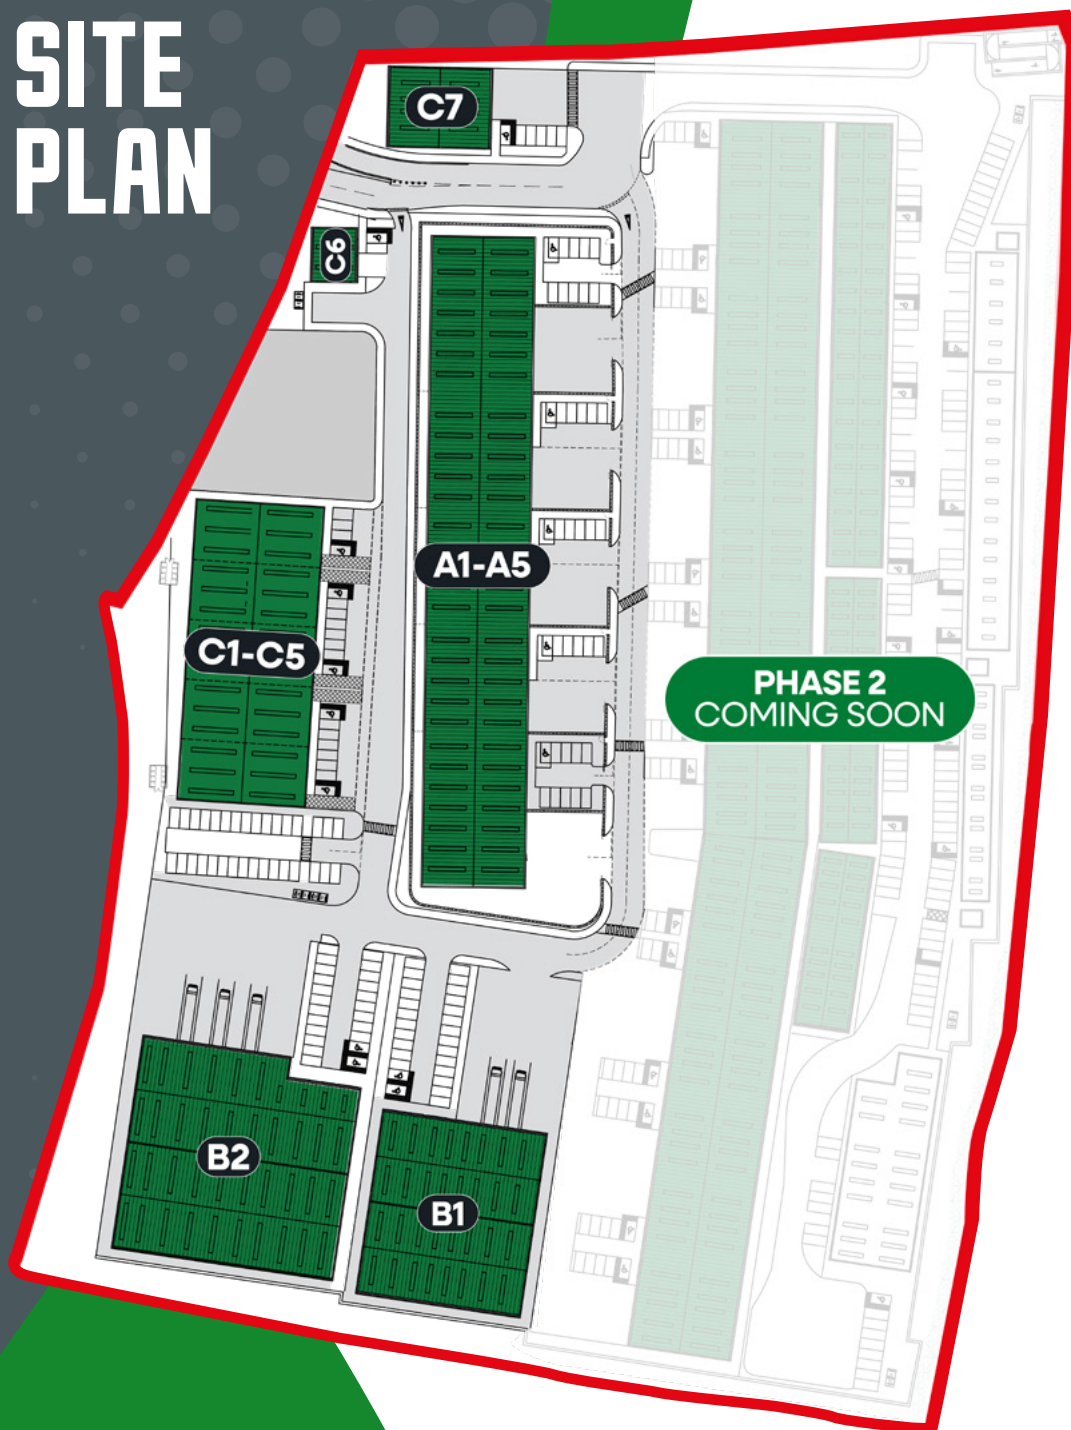 SITE
PLAN
C7
C6
A1-A5
C1-C5
PHASE 2
COMING SOON
B2
B1